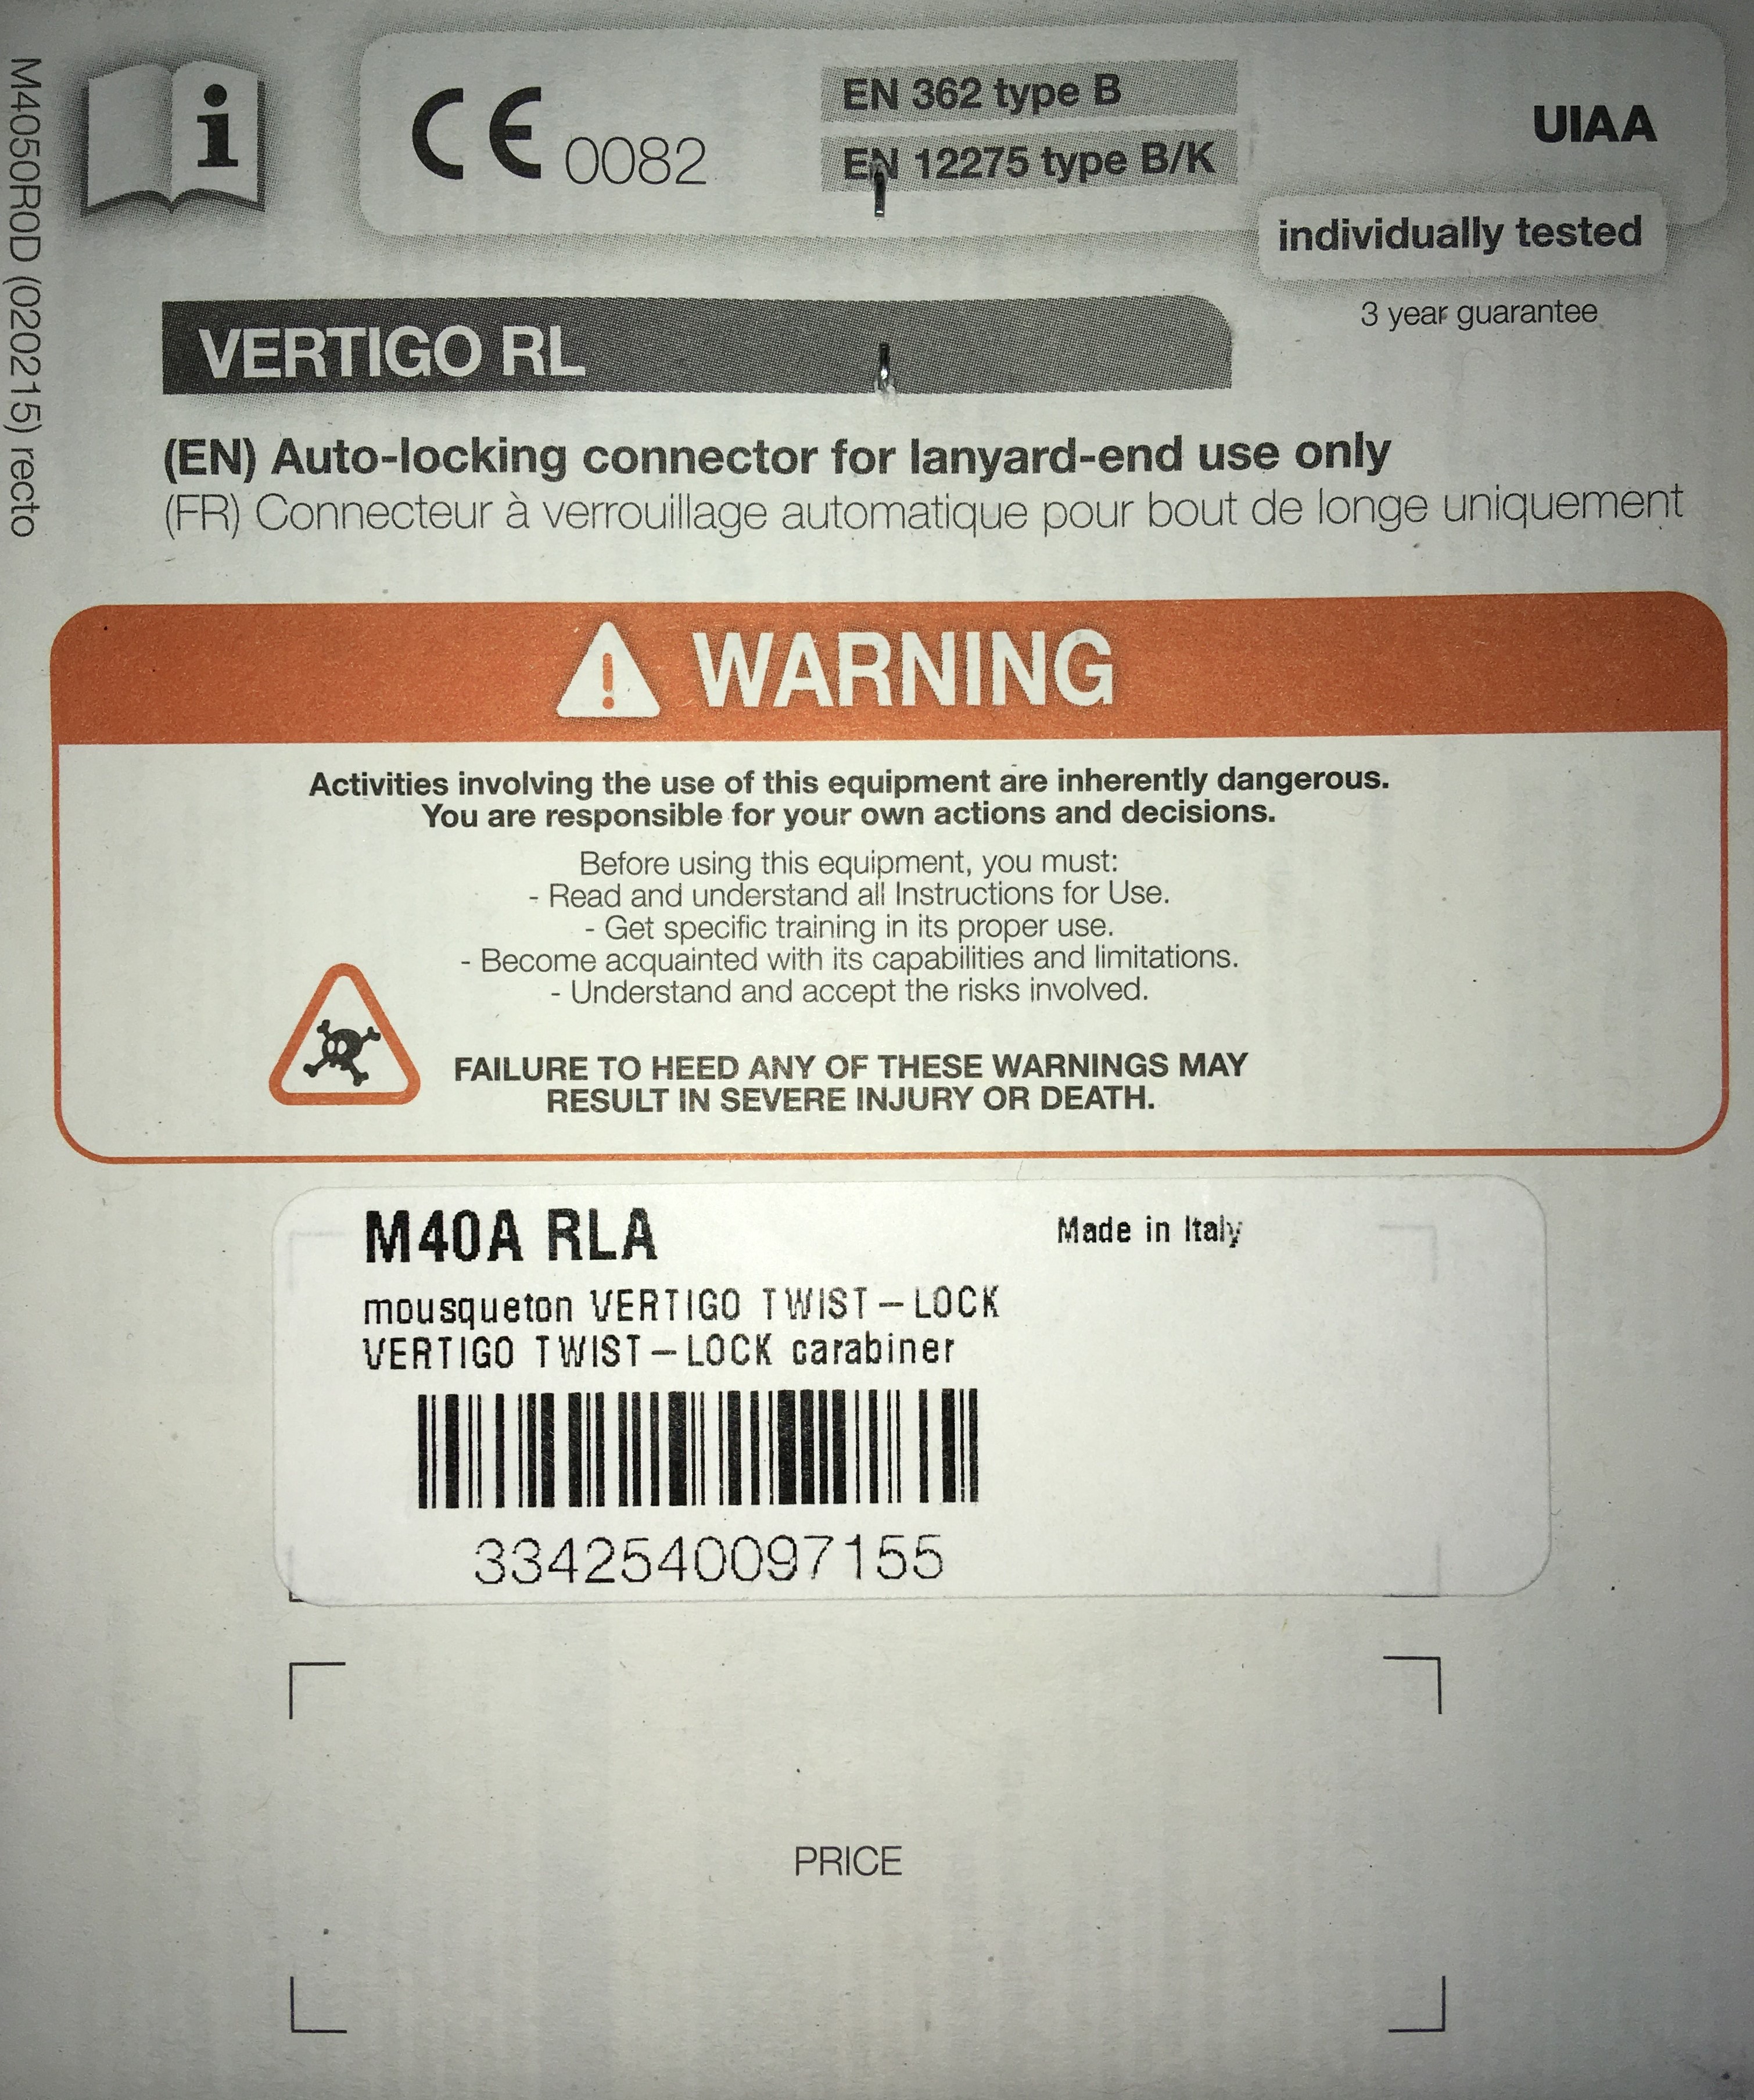 M4050R0D (020215) recto
i
CE 0082
EN 362 type B
EN 12275 type B/K
UIAA
individually tested
3 year guarantee
VERTIGO RL
(EN) Auto-locking connector for lanyard-end use only
(FR) Connecteur à verrouillage automatique pour bout de longe uniquement
! WARNING
Activities involving the use of this equipment are inherently dangerous.
You are responsible for your own actions and decisions.
Before using this equipment, you must:
- Read and understand all Instructions for Use.
- Get specific training in its proper use.
- Become acquainted with its capabilities and limitations.
- Understand and accept the risks involved.
FAILURE TO HEED ANY OF THESE WARNINGS MAY
RESULT IN SEVERE INJURY OR DEATH.
M40A RLA
Made in Italy
mousqueton VERTIGO TWIST-LOCK
VERTIGO TWIST-LOCK carabiner
3342540097155
PRICE